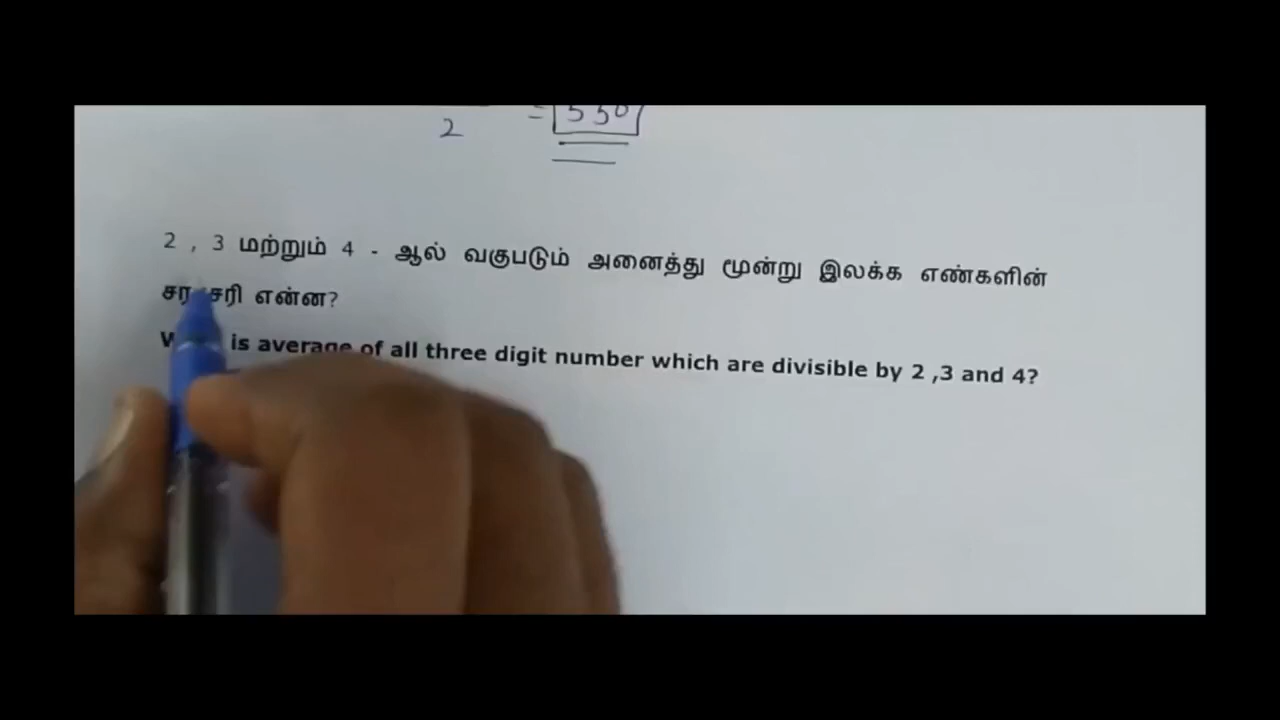 2 = 550
2 , 3 மற்றும் 4 - ஆல் வகுபடும் அனைத்து மூன்று இலக்க எண்களின்
என்ன?
is average of all three digit number which are divisible by 2 ,3 and 4?